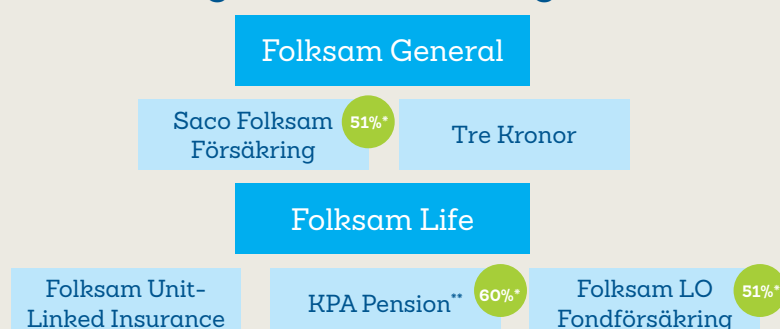 Folksam General
Saco Folksam
Försäkring
51%*
Tre Kronor
Folksam Life
Folksam Unit-
Linked Insurance
KPA Pension**
60%*
Folksam LO
Fondförsäkring
51%*